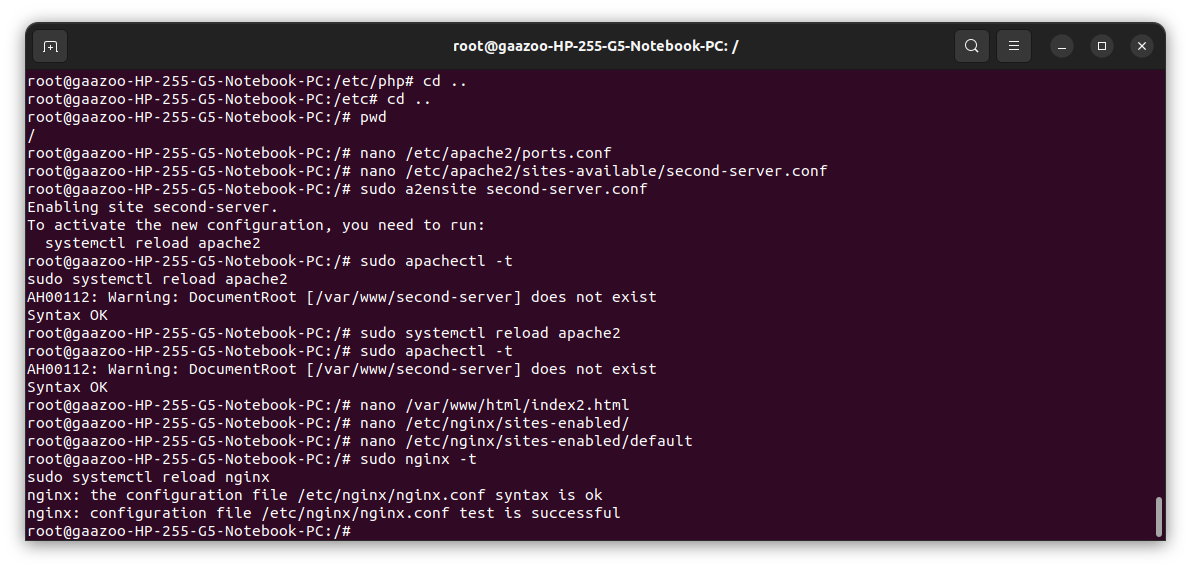 root@gaazoo-HP-255-G5-Notebook-PC: /
root@gaazoo-HP-255-G5-Notebook-PC:/etc/php# cd ..
root@gaazoo-HP-255-G5-Notebook-PC:/etc# cd ..
root@gaazoo-HP-255-G5-Notebook-PC:/# pwd
/
root@gaazoo-HP-255-G5-Notebook-PC:/# nano /etc/apache2/ports.conf
root@gaazoo-HP-255-G5-Notebook-PC:/# nano /etc/apache2/sites-available/second-server.conf
root@gaazoo-HP-255-G5-Notebook-PC:/# sudo a2ensite second-server.conf
Enabling site second-server.
To activate the new configuration, you need to run:
  systemctl reload apache2
root@gaazoo-HP-255-G5-Notebook-PC:/# sudo apachectl -t
sudo systemctl reload apache2
AH00112: Warning: DocumentRoot [/var/www/second-server] does not exist
Syntax OK
root@gaazoo-HP-255-G5-Notebook-PC:/# sudo systemctl reload apache2
root@gaazoo-HP-255-G5-Notebook-PC:/# sudo apachectl -t
AH00112: Warning: DocumentRoot [/var/www/second-server] does not exist
Syntax OK
root@gaazoo-HP-255-G5-Notebook-PC:/# nano /var/www/html/index2.html
root@gaazoo-HP-255-G5-Notebook-PC:/# nano /etc/nginx/sites-enabled/
root@gaazoo-HP-255-G5-Notebook-PC:/# nano /etc/nginx/sites-enabled/default
root@gaazoo-HP-255-G5-Notebook-PC:/# sudo nginx -t
sudo systemctl reload nginx
nginx: the configuration file /etc/nginx/nginx.conf syntax is ok
nginx: configuration file /etc/nginx/nginx.conf test is successful
root@gaazoo-HP-255-G5-Notebook-PC:/#